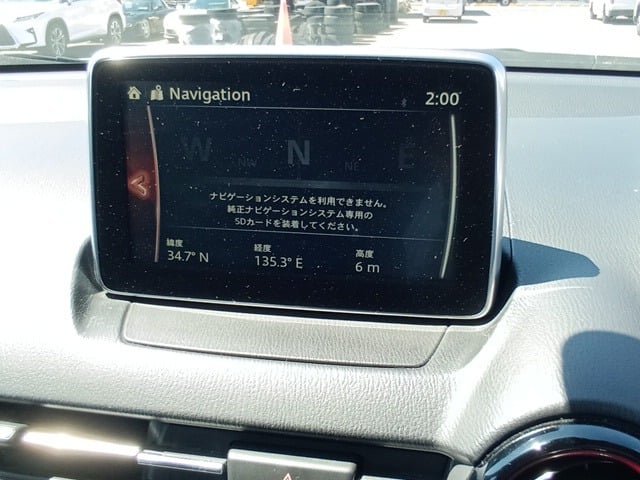 Navigation
2:00
W NW N NE E
ナビゲーションシステムを利用できません。
純正ナビゲーションシステム専用の
SDカードを装着してください。
緯度 経度 高度
34.7° N 135.3° E 6 m